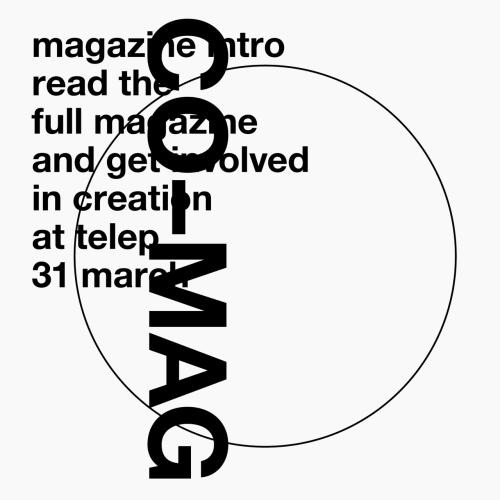 magazine intro
read the
full magazine
and get involved
in creation
at telep
31 march
CO–MAG